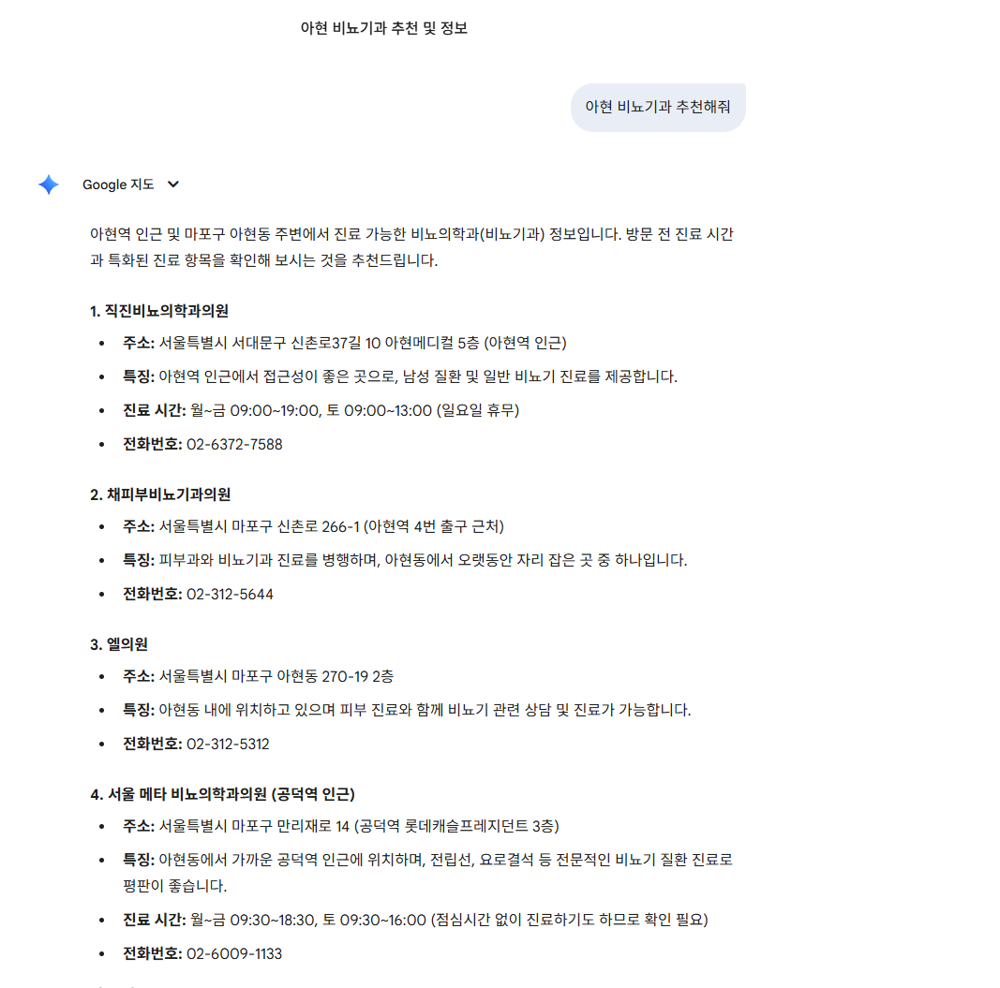 아현 비뇨기과 추천 및 정보
아현 비뇨기과 추천해줘
Google 지도
아현역 인근 및 마포구 아현동 주변에서 진료 가능한 비뇨의학과(비뇨기과) 정보입니다. 방문 전 진료 시간
과 특화된 진료 항목을 확인해 보시는 것을 추천드립니다.
1. 직진비뇨의학과의원
• 주소: 서울특별시 서대문구 신촌로37길 10 아현메디컬 5층 (아현역 인근)
• 특징: 아현역 인근에서 접근성이 좋은 곳으로, 남성 질환 및 일반 비뇨기 진료를 제공합니다.
• 진료 시간: 월~금 09:00~19:00, 토 09:00~13:00 (일요일 휴무)
• 전화번호: 02-6372-7588
2. 채피부비뇨기과의원
• 주소: 서울특별시 마포구 신촌로 266-1 (아현역 4번 출구 근처)
• 특징: 피부과와 비뇨기과 진료를 병행하며, 아현동에서 오랫동안 자리 잡은 곳 중 하나입니다.
• 전화번호: 02-312-5644
3. 엘의원
• 주소: 서울특별시 마포구 아현동 270-19 2층
• 특징: 아현동 내에 위치하고 있으며 피부 진료와 함께 비뇨기 관련 상담 및 진료가 가능합니다.
• 전화번호: 02-312-5312
4. 서울 메타 비뇨의학과의원 (공덕역 인근)
• 주소: 서울특별시 마포구 만리재로 14 (공덕역 롯데캐슬프레지던트 3층)
• 특징: 아현동에서 가까운 공덕역 인근에 위치하며, 전립선, 요로결석 등 전문적인 비뇨기 질환 진료로
평판이 좋습니다.
• 진료 시간: 월~금 09:30~18:30, 토 09:30~16:00 (점심시간 없이 진료하기도 하므로 확인 필요)
• 전화번호: 02-6009-1133